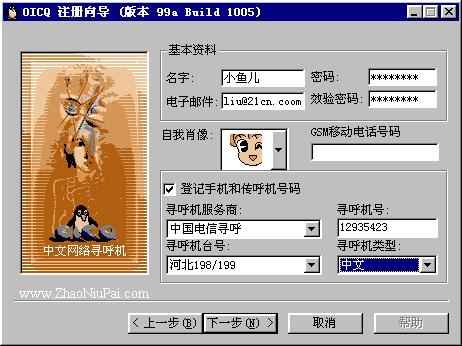 OICQ 注册向导 (版本 99a Build 1005)
基本资料
名字: 小鱼儿 密码: ********
电子邮件: liu@21cn.coom 效验密码: ********
自我肖像: GSM移动电话号码
登记手机和传呼机号码
寻呼机服务商: 寻呼机号:
中国电信寻呼 12935423
寻呼机台号: 寻呼机类型:
河北198/199 中文
oicq
中文网络寻呼机
www.ZhaoNiuPai.com
< 上一步(B) 下一步(N) > 取消 帮助